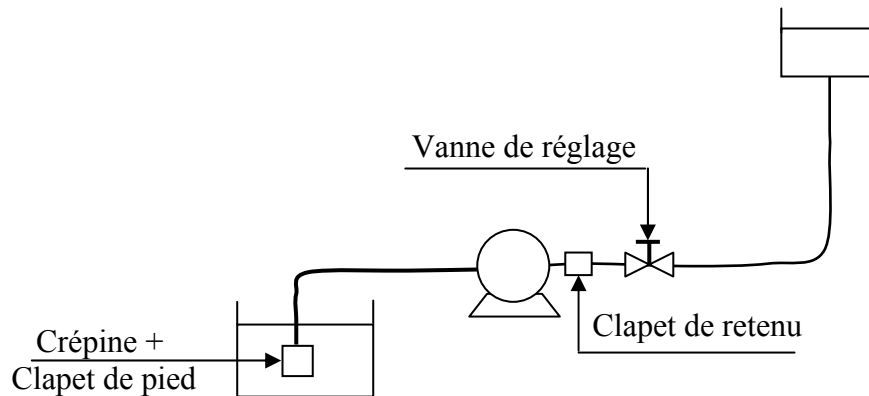 Vanne de réglage
Clapet de retenu
Crépine +
Clapet de pied